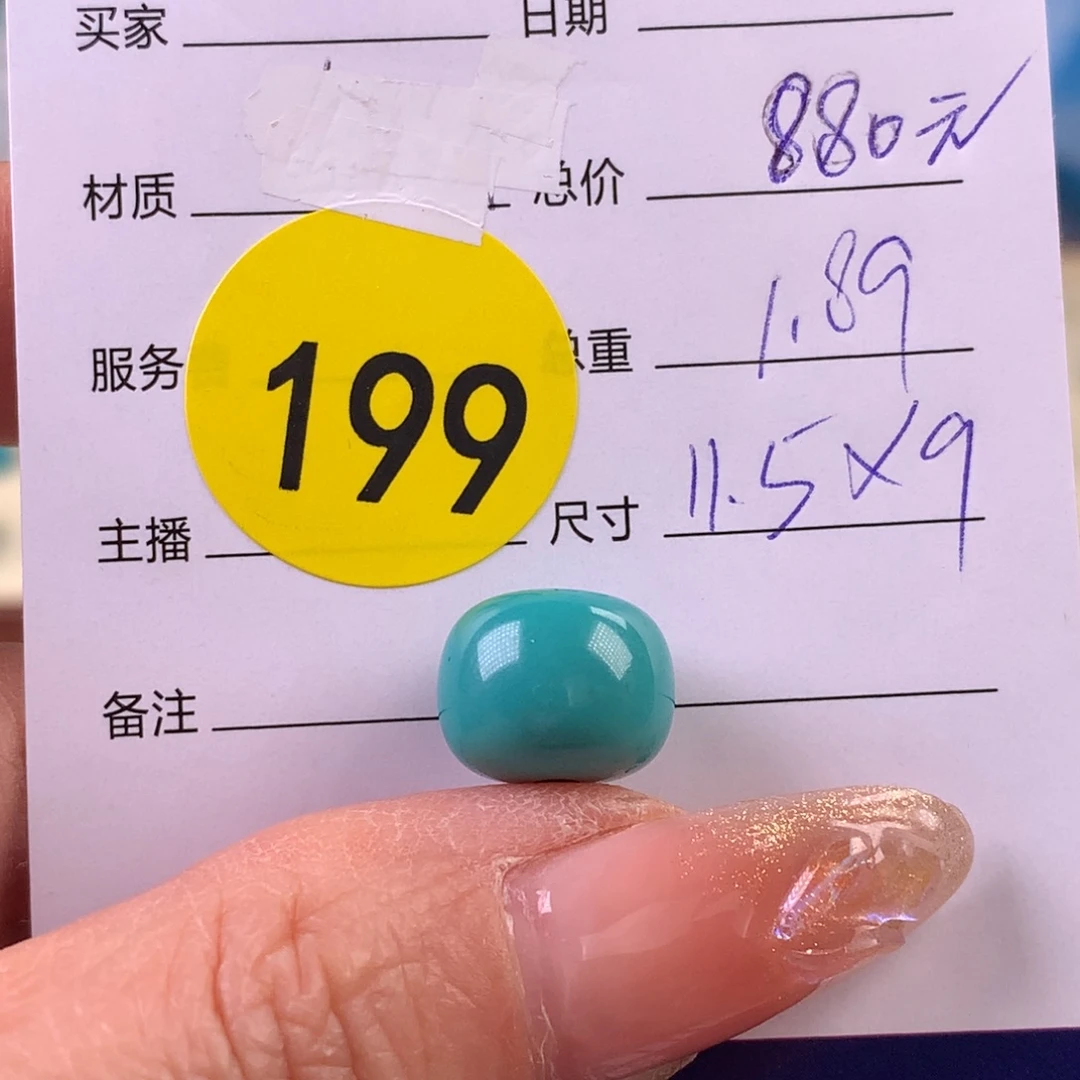 买家 日期
材质 总价 880元
服务 总重 1.89
199
主播 尺寸 11.5×9
备注